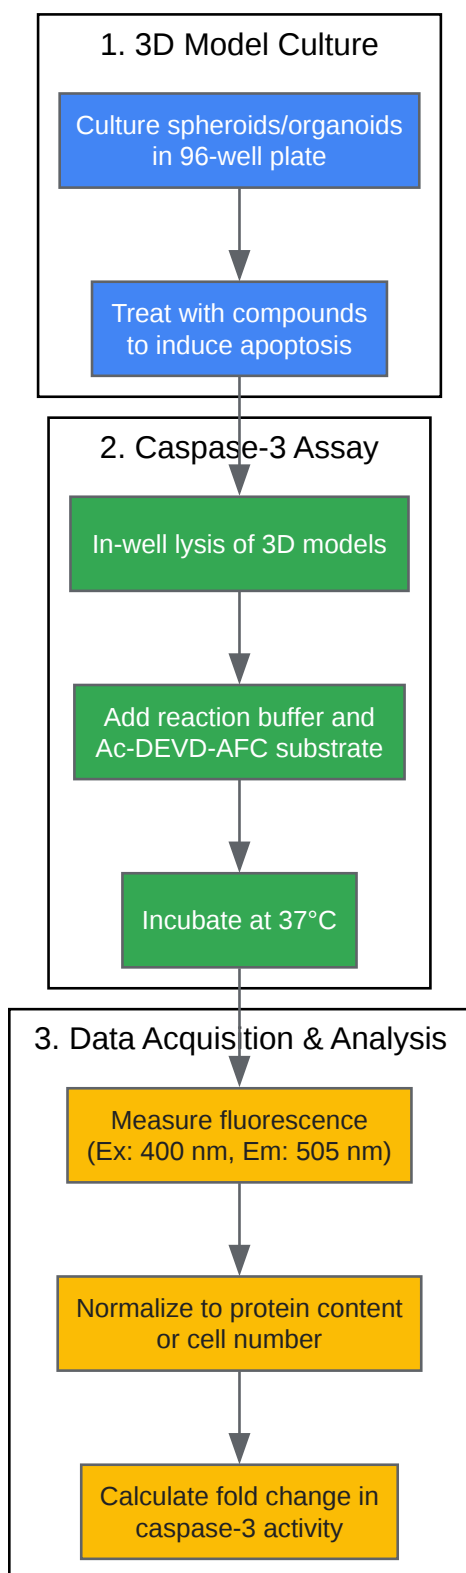 1. 3D Model Culture
Culture spheroids/organoids
in 96-well plate
Treat with compounds
to induce apoptosis
2. Caspase-3 Assay
In-well lysis of 3D models
Add reaction buffer and
Ac-DEVD-AFC substrate
Incubate at 37°C
3. Data Acquisition & Analysis
Measure fluorescence
(Ex: 400 nm, Em: 505 nm)
Normalize to protein content
or cell number
Calculate fold change in
caspase-3 activity